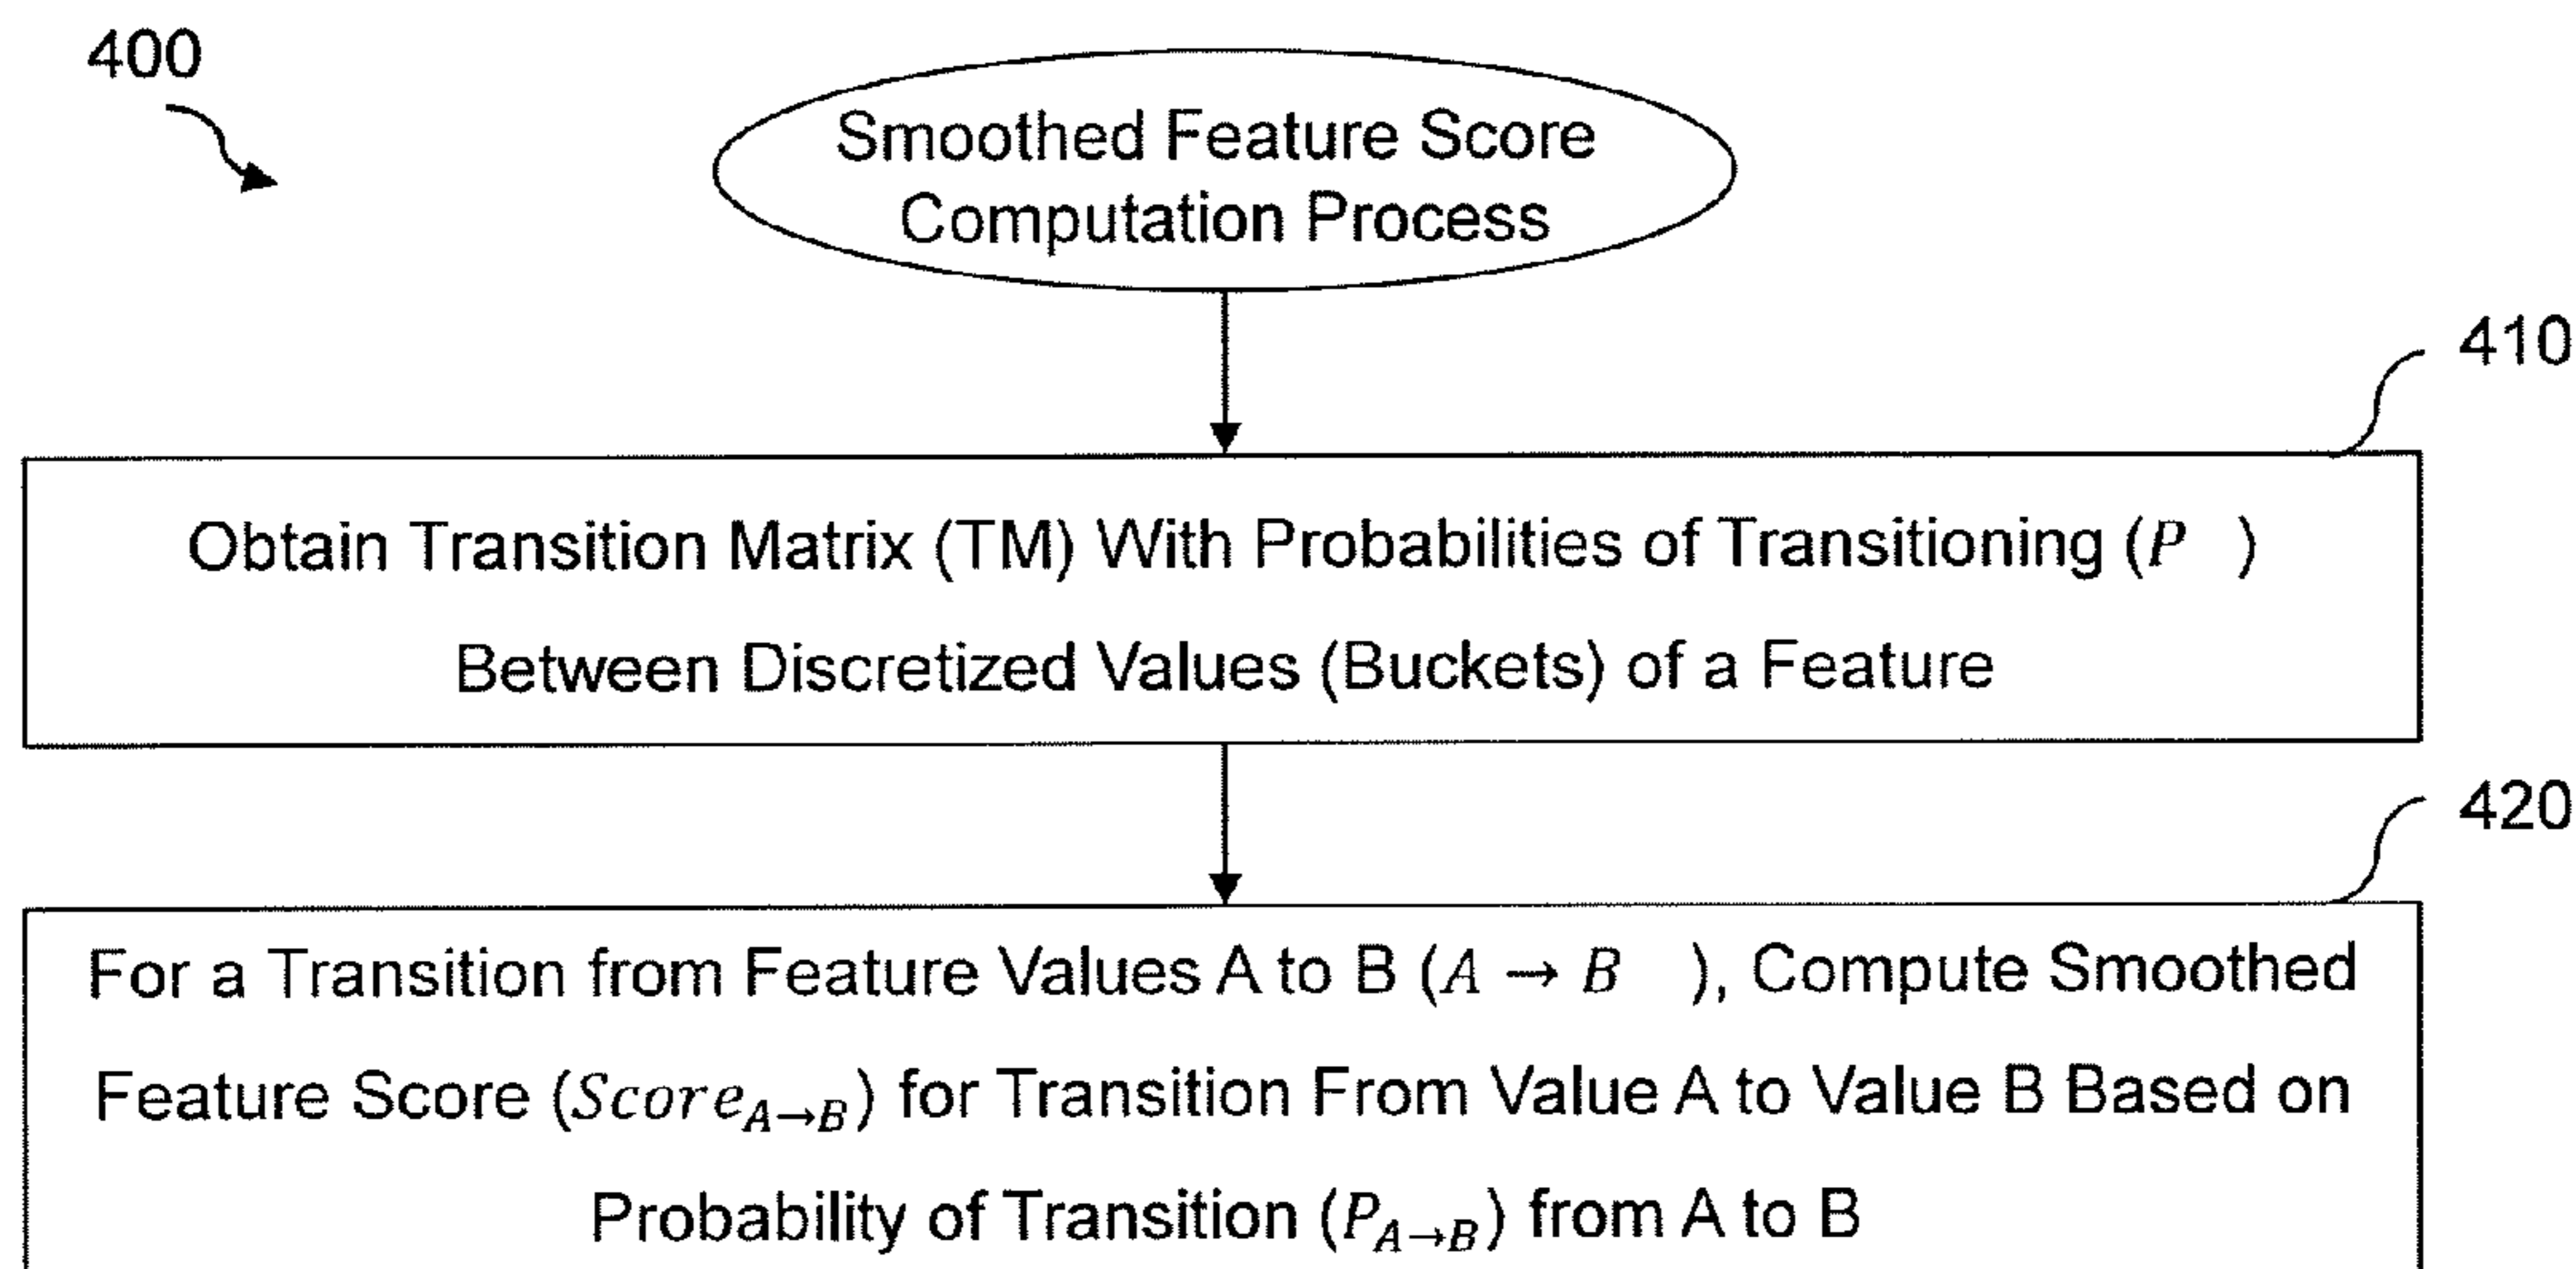 400
Smoothed Feature Score
Computation Process
410
Obtain Transition Matrix (TM) With Probabilities of Transitioning (P )
Between Discretized Values (Buckets) of a Feature
420
For a Transition from Feature Values A to B (A → B ), Compute Smoothed
Feature Score (Score_{A→B}) for Transition From Value A to Value B Based on
Probability of Transition (P_{A→B}) from A to B